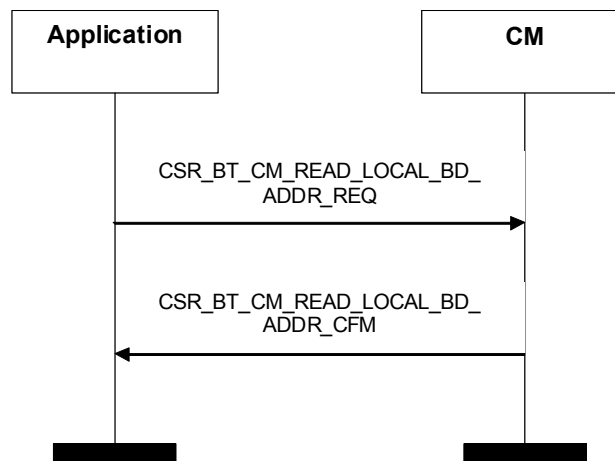 Application
CM
CSR_BT_CM_READ_LOCAL_BD_
ADDR_REQ
CSR_BT_CM_READ_LOCAL_BD_
ADDR_CFM